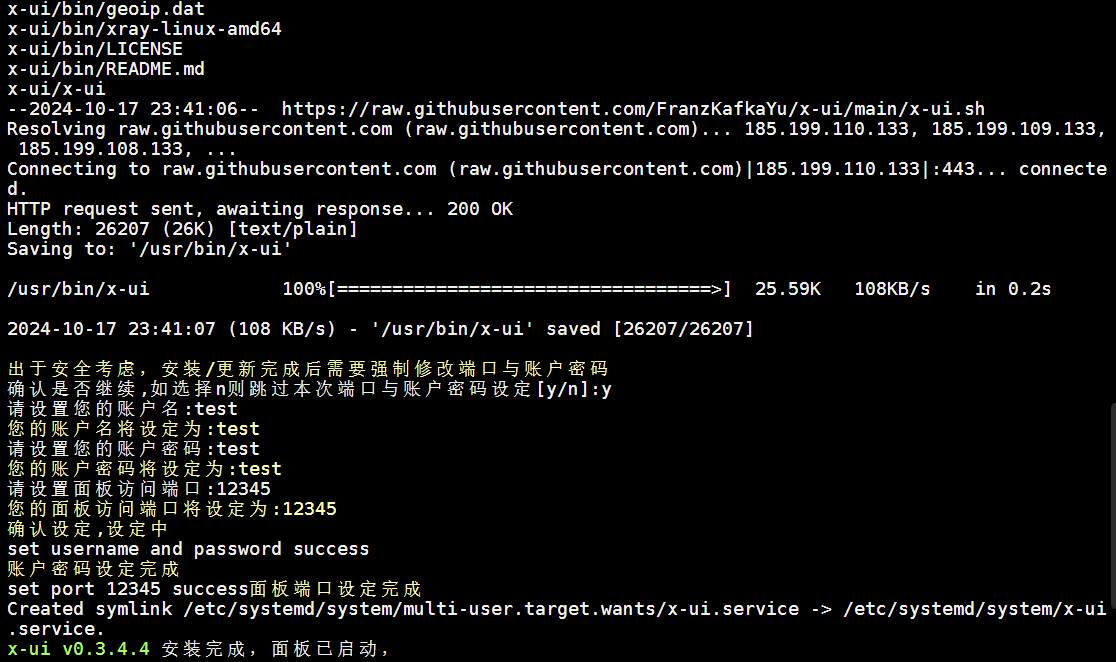 x-ui/bin/geoip.dat
x-ui/bin/xray-linux-amd64
x-ui/bin/LICENSE
x-ui/bin/README.md
x-ui/x-ui
--2024-10-17 23:41:06--  https://raw.githubusercontent.com/FranzKafkaYu/x-ui/main/x-ui.sh
Resolving raw.githubusercontent.com (raw.githubusercontent.com)... 185.199.110.133, 185.199.109.133,
 185.199.108.133, ...
Connecting to raw.githubusercontent.com (raw.githubusercontent.com)|185.199.110.133|:443... connecte
d.
HTTP request sent, awaiting response... 200 OK
Length: 26207 (26K) [text/plain]
Saving to: '/usr/bin/x-ui'
/usr/bin/x-ui            100%[==================================>]  25.59K   108KB/s    in 0.2s
2024-10-17 23:41:07 (108 KB/s) - '/usr/bin/x-ui' saved [26207/26207]
出于安全考虑，安装/更新完成后需要强制修改端口与账户密码
确认是否继续,如选择n则跳过本次端口与账户密码设定[y/n]:y
请设置您的账户名:test
您的账户名将设定为:test
请设置您的账户密码:test
您的账户密码将设定为:test
请设置面板访问端口:12345
您的面板访问端口将设定为:12345
确认设定,设定中
set username and password success
账户密码设定完成
set port 12345 success面板端口设定完成
Created symlink /etc/systemd/system/multi-user.target.wants/x-ui.service -> /etc/systemd/system/x-ui
.service.
x-ui v0.3.4.4 安装完成，面板已启动，